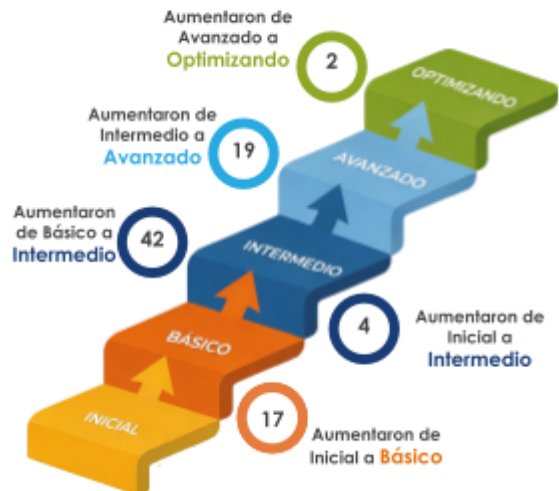 Aumentaron de
Avanzado a
Optimizando
2
OPTIMIZANDO
Aumentaron de
Intermedio a
Avanzado
19
AVANZADO
Aumentaron
de Básico a
Intermedio
42
INTERMEDIO
4
Aumentaron de
Inicial a
Intermedio
BÁSICO
INICIAL
17
Aumentaron de
Inicial a Básico